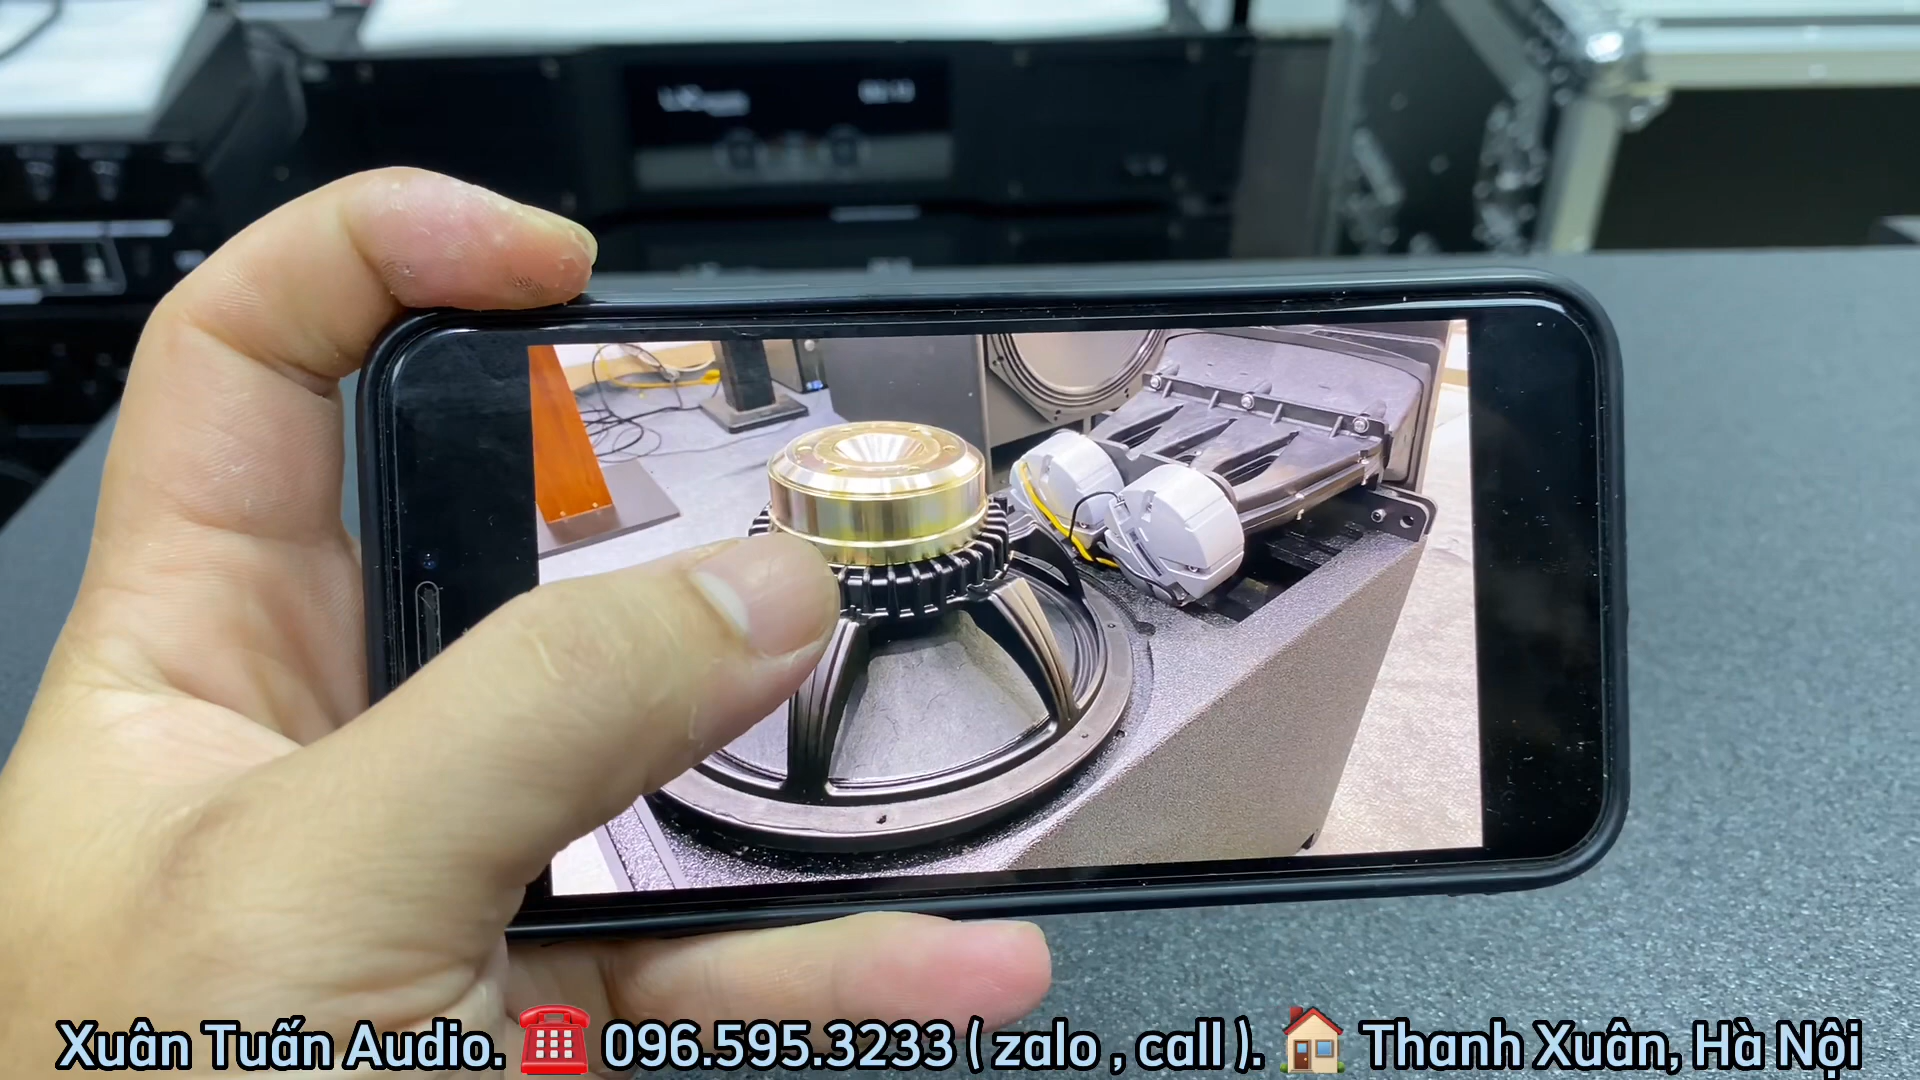 Xuân Tuấn Audio. ☎️ 096.595.3233 ( zalo , call ). 🏠 Thanh Xuân, Hà Nội